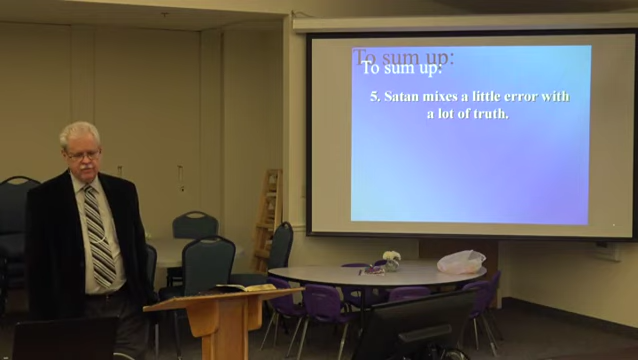 To sum up:
To sum up:
5. Satan mixes a little error with
a lot of truth.